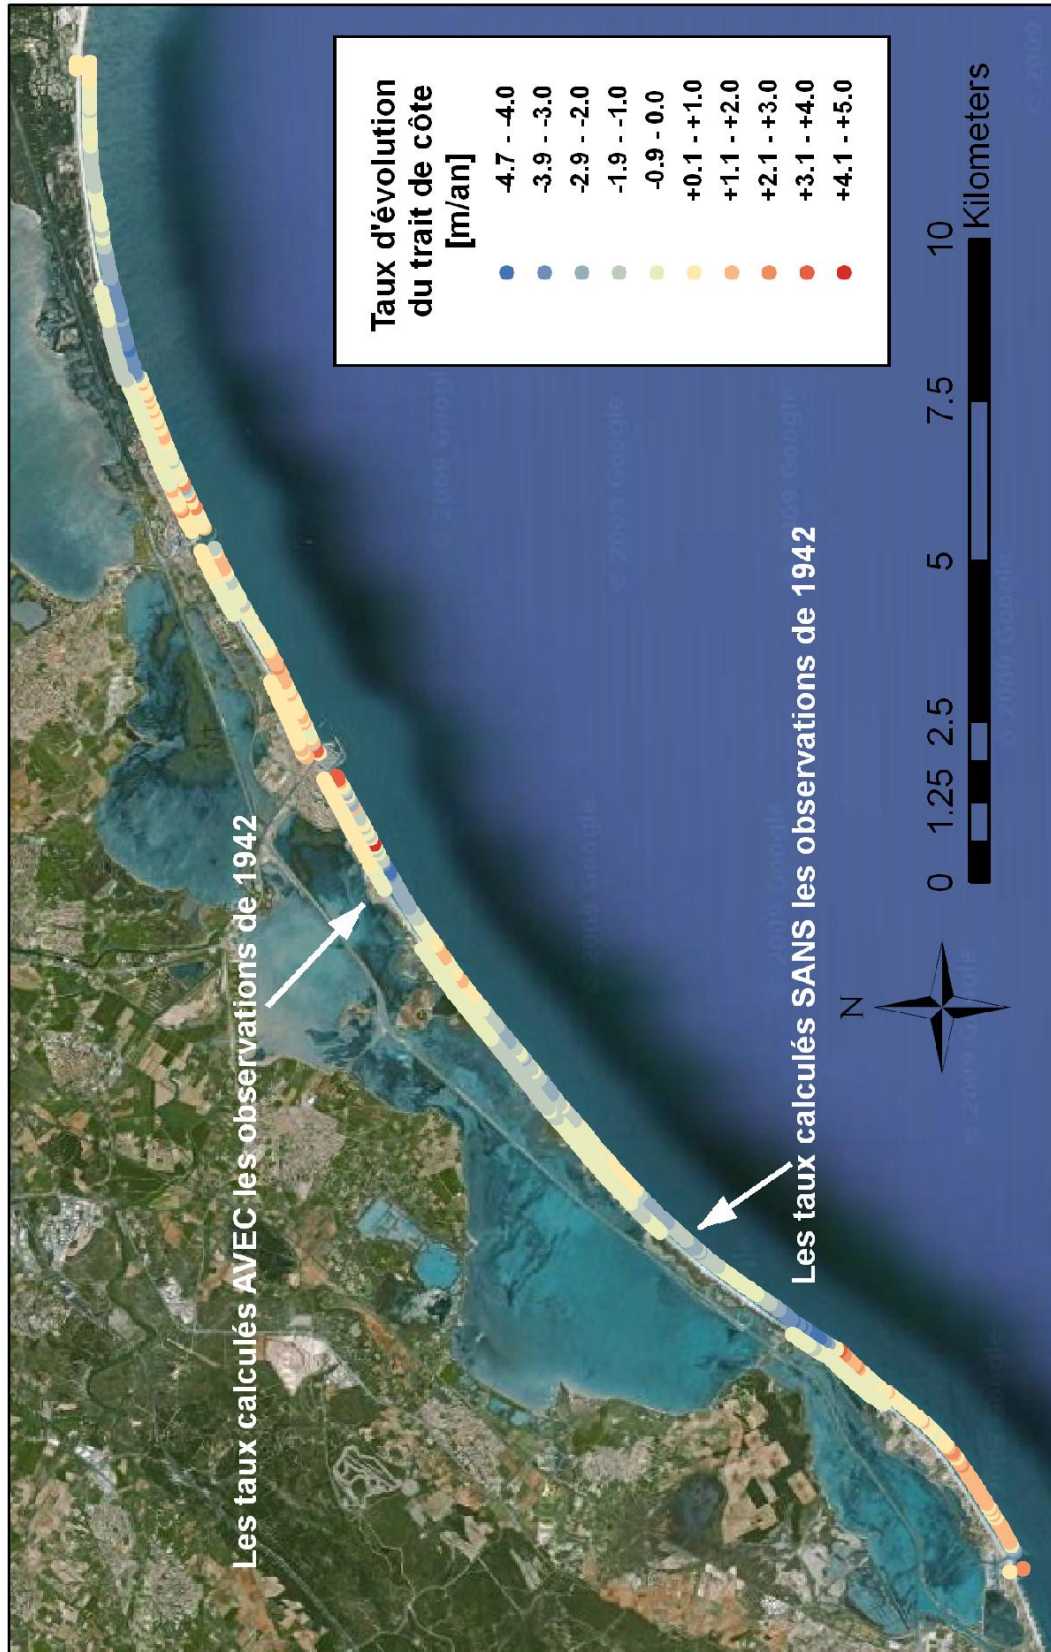 Les taux calculés AVEC les observations de 1942
Taux d'évolution
du trait de côte
[m/an]
-4.7 - -4.0
-3.9 - -3.0
-2.9 - -2.0
-1.9 - -1.0
-0.9 - 0.0
+0.1 - +1.0
+1.1 - +2.0
+2.1 - +3.0
+3.1 - +4.0
+4.1 - +5.0
Les taux calculés SANS les observations de 1942
N
0 1.25 2.5 5 7.5 10
Kilometers
© 2009 Google
© 2009